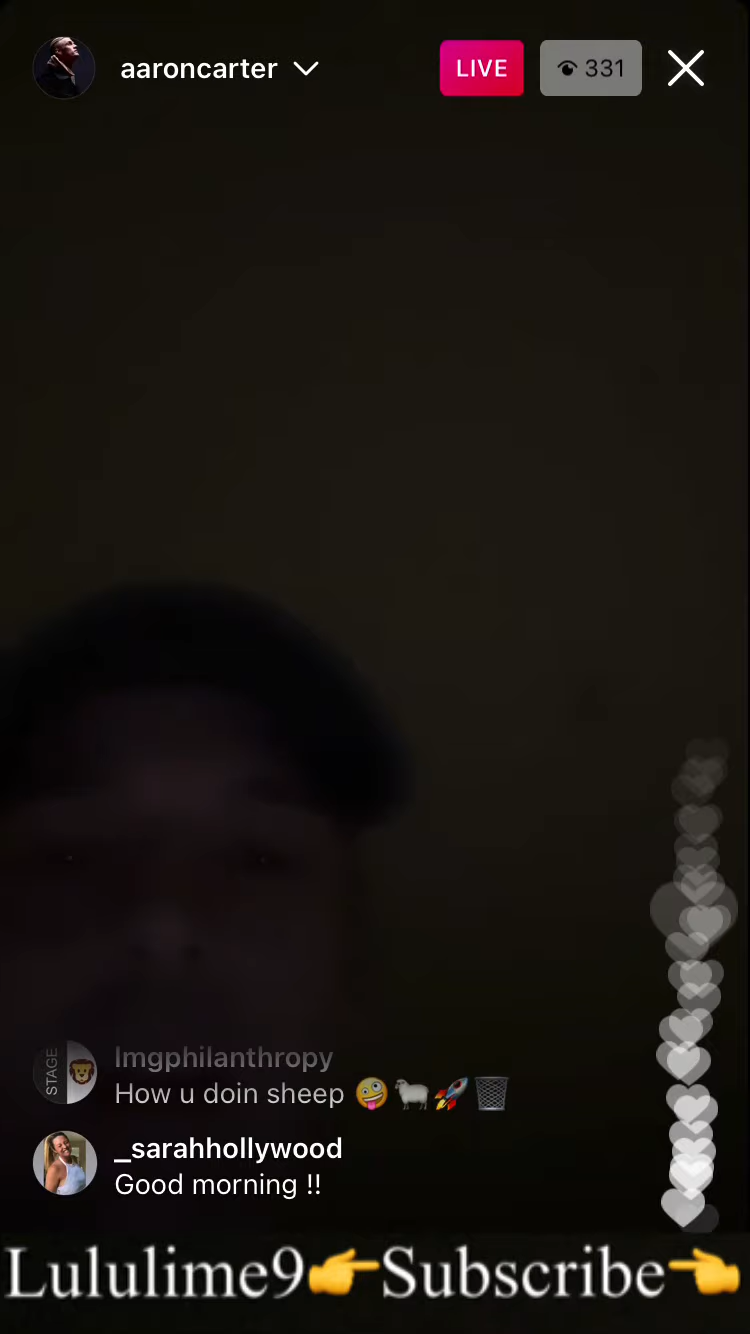 aaroncarter
LIVE
331
STAGE
lmgphilanthropy
How u doin sheep 🤪🐑🚀🗑️
_sarahhollywood
Good morning !!
Lululime9👉Subscribe👈